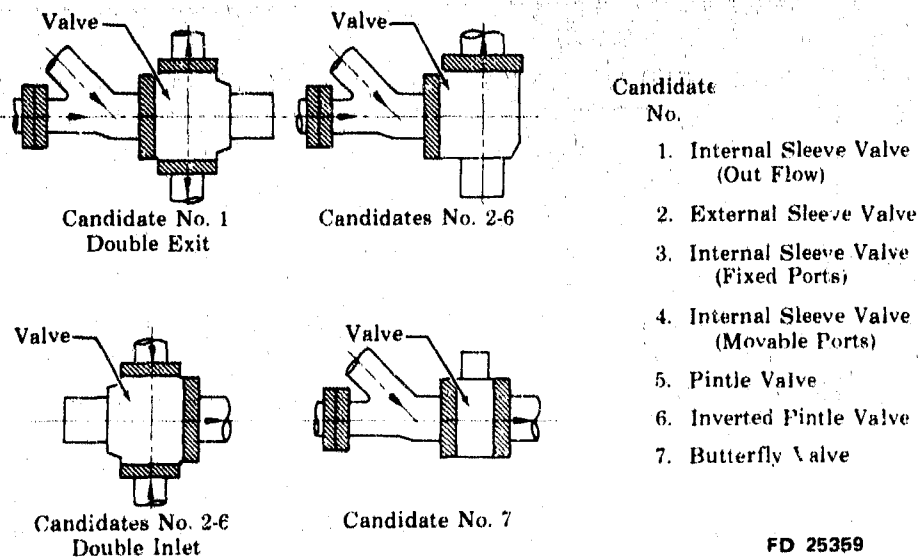 Valve
Candidate No. 1
Double Exit
Valve
Candidates No. 2-6
Valve
Candidates No. 2-6
Double Inlet
Valve
Candidate No. 7
Candidate
No.
1. Internal Sleeve Valve
(Out Flow)
2. External Sleeve Valve
3. Internal Sleeve Valve
(Fixed Ports)
4. Internal Sleeve Valve
(Movable Ports)
5. Pintle Valve
6. Inverted Pintle Valve
7. Butterfly Valve
FD 25359